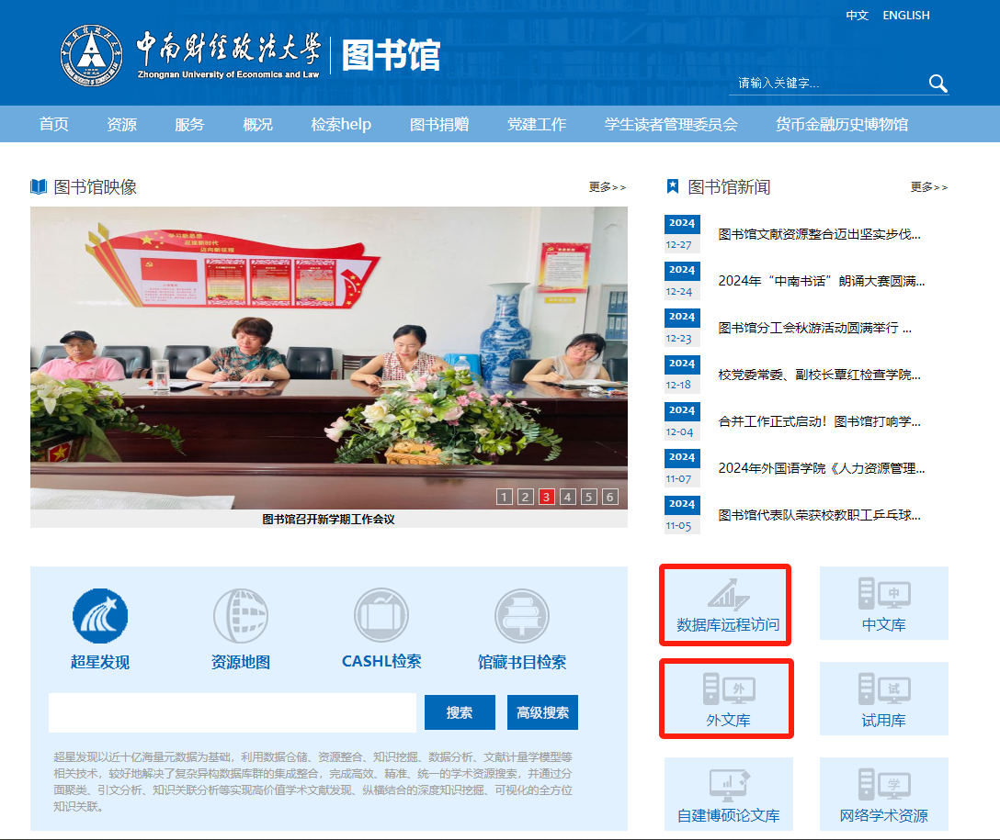 中文 ENGLISH
中南财经政法大学
Zhongnan University of Economics and Law
图书馆
请输入关键字...
首页 资源 服务 概况 检索help 图书捐赠 党建工作 学生读者管理委员会 货币金融历史博物馆
图书馆映像
更多>>
学习新思想
迈向新征程
1 2 3 4 5 6
图书馆召开新学期工作会议
图书馆新闻
更多>>
2024
12-27
图书馆文献资源整合迈出坚实步伐...
2024
12-24
2024年“中南书话”朗诵大赛圆满...
2024
12-23
图书馆分工会秋游活动圆满举行 ...
2024
12-18
校党委常委、副校长覃红检查学院...
2024
12-04
合并工作正式启动！图书馆打响学...
2024
11-07
2024年外国语学院《人力资源管理...
2024
11-05
图书馆代表队荣获校教职工乒乓球...
超星发现
资源地图
CASHL检索
馆藏书目检索
搜索
高级搜索
超星发现以近十亿海量元数据为基础，利用数据仓储、资源整合、知识挖掘、数据分析、文献计量学模型等
相关技术，较好地解决了复杂异构数据库群的集成整合，完成高效、精准、统一的学术资源搜索，并通过分
面聚类、引文分析、知识关联分析等实现高价值学术文献发现、纵横结合的深度知识挖掘、可视化的全方位
知识关联。
数据库远程访问
中
中文库
外
外文库
试
试用库
自建博硕论文库
学
网络学术资源